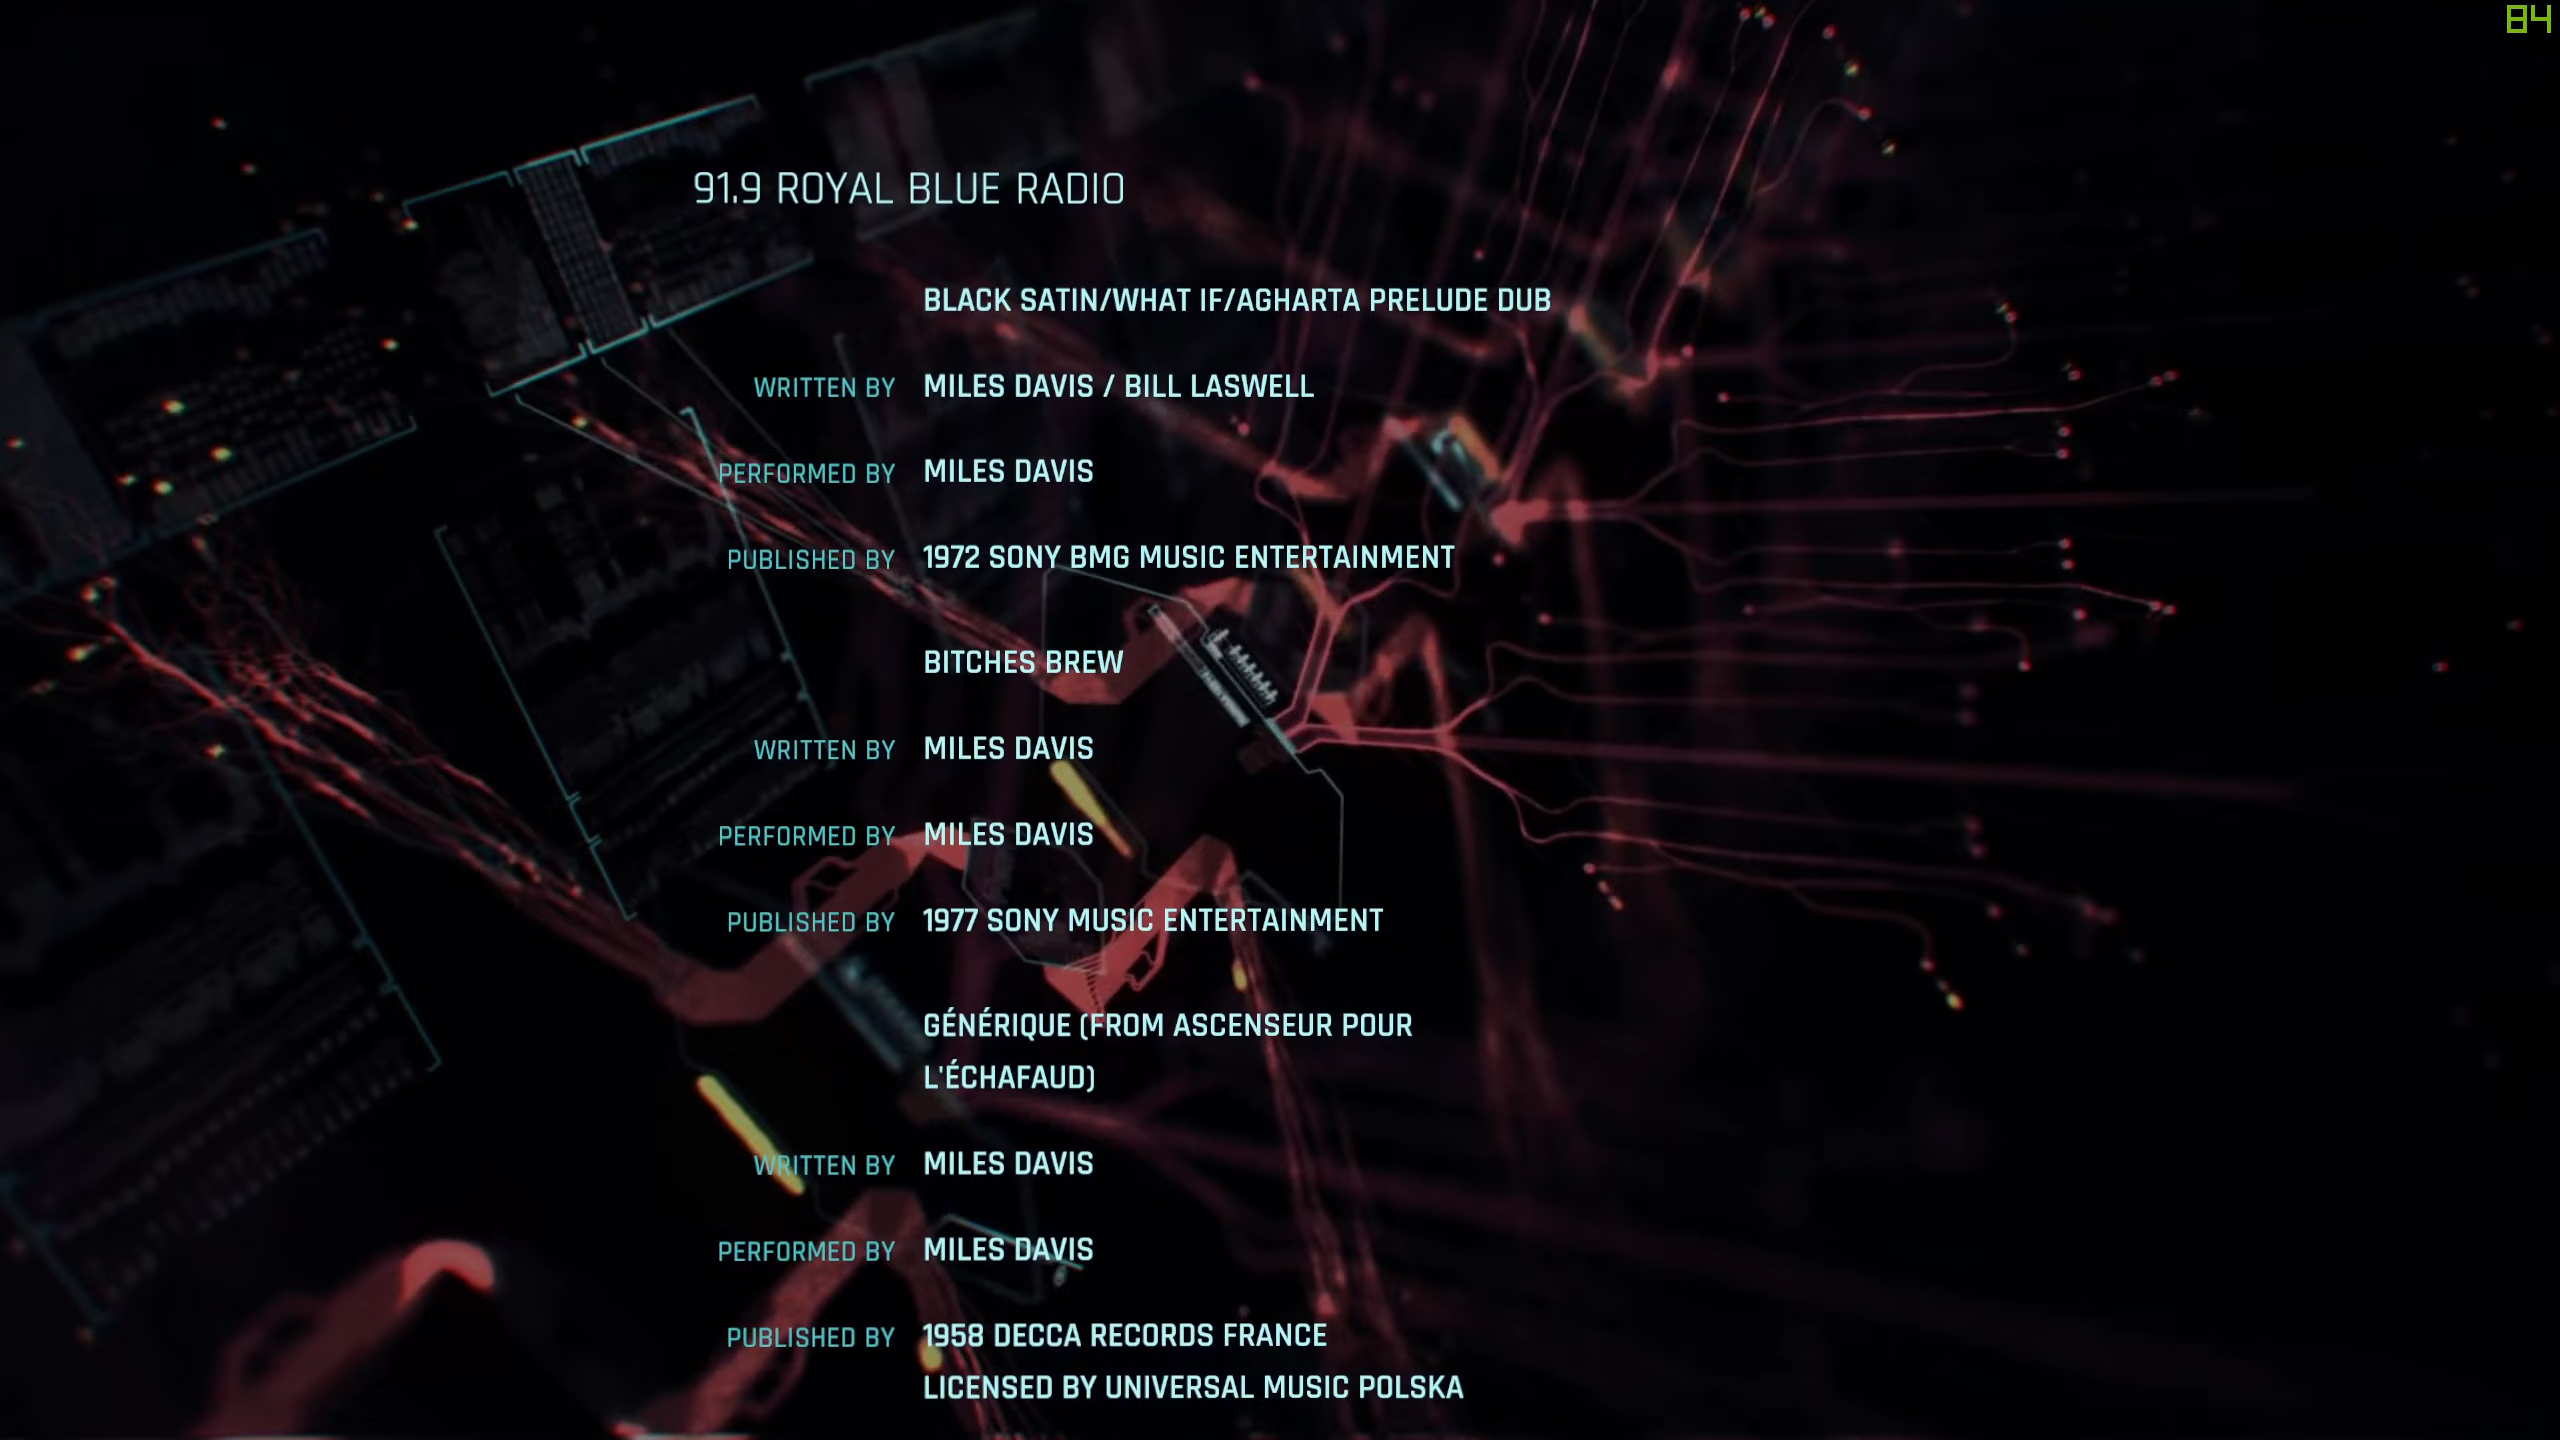 84
91.9 ROYAL BLUE RADIO
BLACK SATIN/WHAT IF/AGHARTA PRELUDE DUB
WRITTEN BY MILES DAVIS / BILL LASWELL
PERFORMED BY MILES DAVIS
PUBLISHED BY 1972 SONY BMG MUSIC ENTERTAINMENT
BITCHES BREW
WRITTEN BY MILES DAVIS
PERFORMED BY MILES DAVIS
PUBLISHED BY 1977 SONY MUSIC ENTERTAINMENT
GÉNÉRIQUE (FROM ASCENSEUR POUR
L'ÉCHAFAUD)
WRITTEN BY MILES DAVIS
PERFORMED BY MILES DAVIS
PUBLISHED BY 1958 DECCA RECORDS FRANCE
LICENSED BY UNIVERSAL MUSIC POLSKA